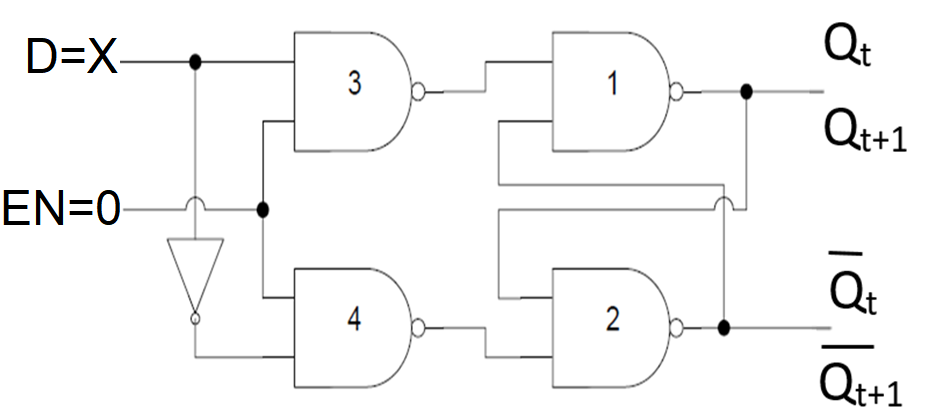 D=X
3
1
Qt
Qt+1
EN=0
4
2
Q̅t
Q̅t+1